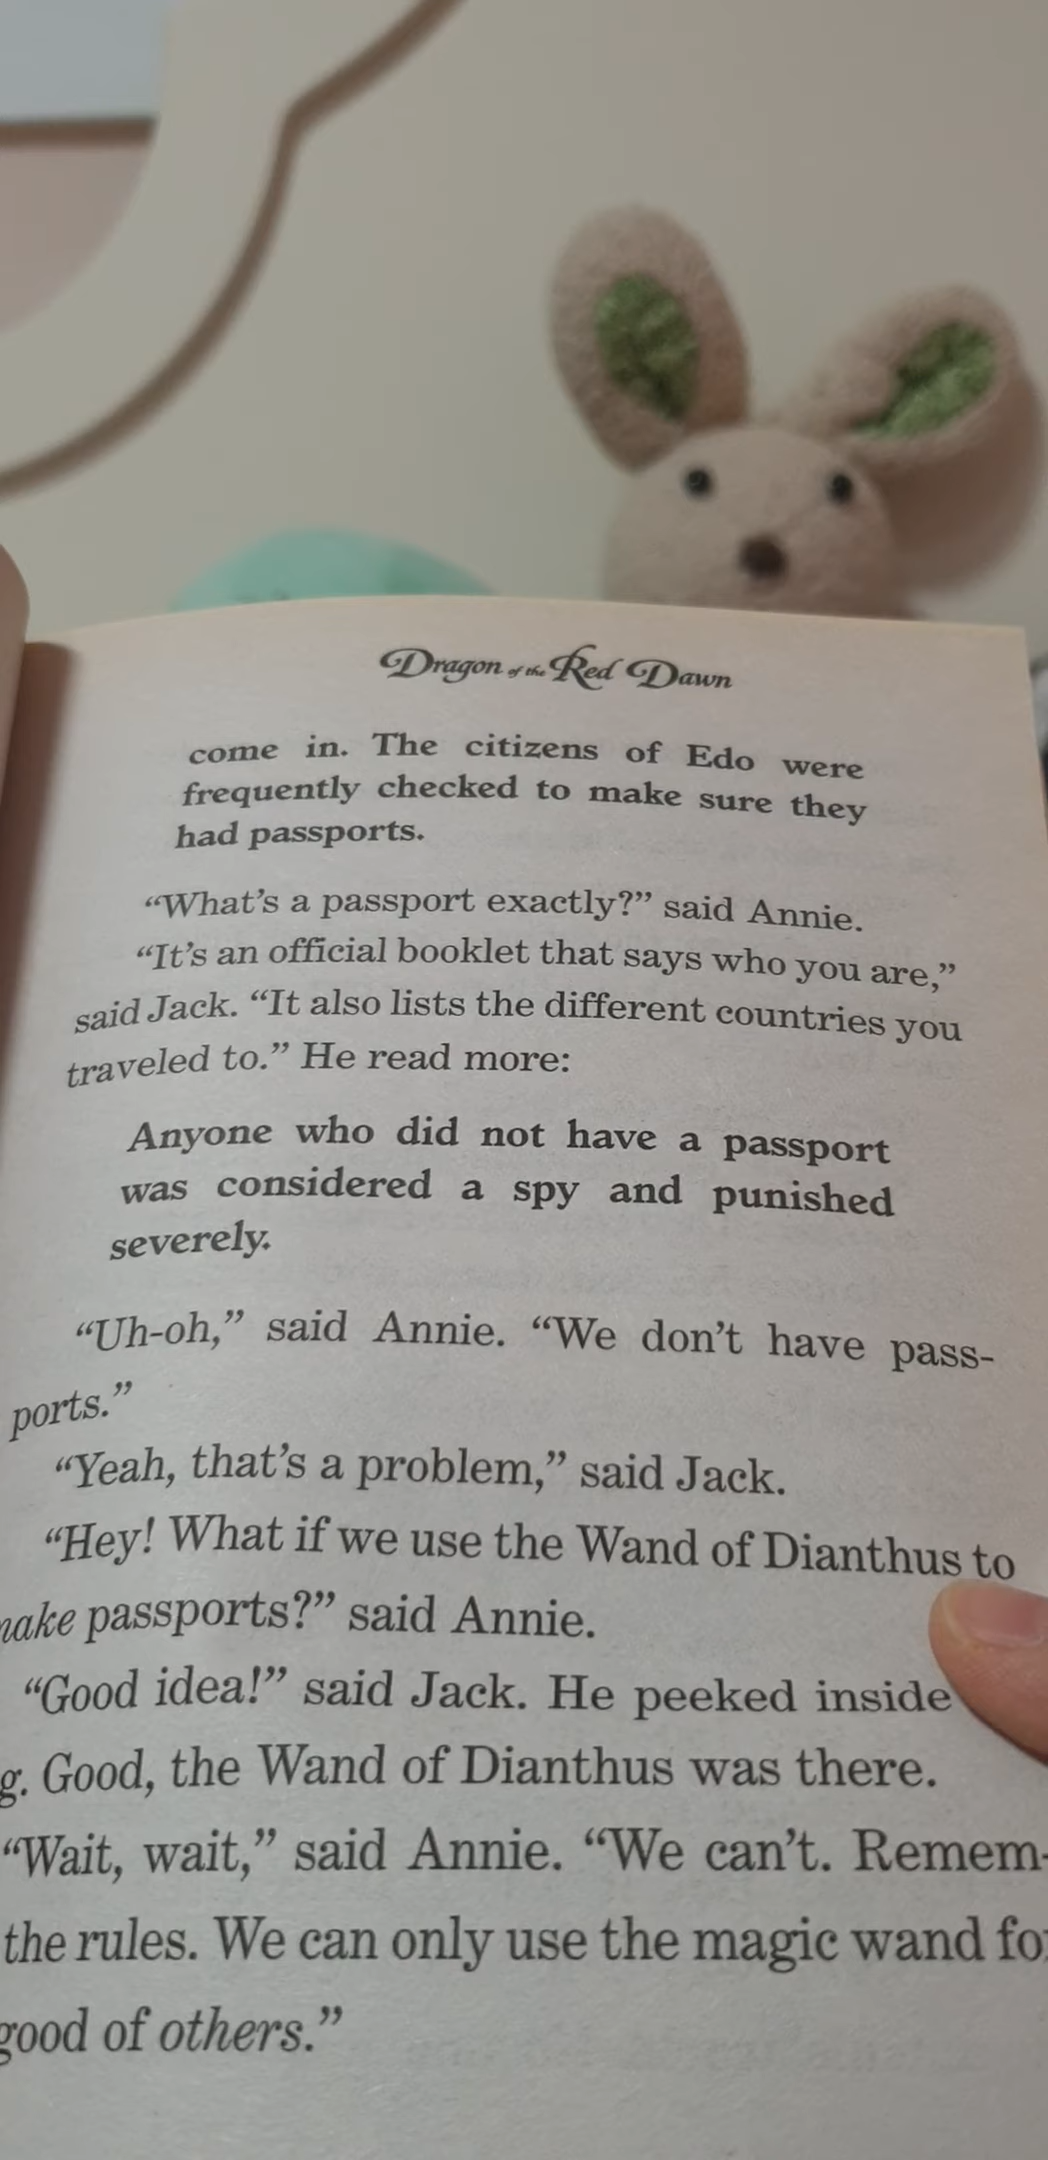 Dragon of the Red Dawn
come in. The citizens of Edo were
frequently checked to make sure they
had passports.
“What’s a passport exactly?” said Annie.
“It’s an official booklet that says who you are,”
said Jack. “It also lists the different countries you
traveled to.” He read more:
Anyone who did not have a passport
was considered a spy and punished
severely.
“Uh-oh,” said Annie. “We don’t have pass-
ports.”
“Yeah, that’s a problem,” said Jack.
“Hey! What if we use the Wand of Dianthus to
make passports?” said Annie.
“Good idea!” said Jack. He peeked inside
g. Good, the Wand of Dianthus was there.
“Wait, wait,” said Annie. “We can’t. Remem-
the rules. We can only use the magic wand for
good of others.”